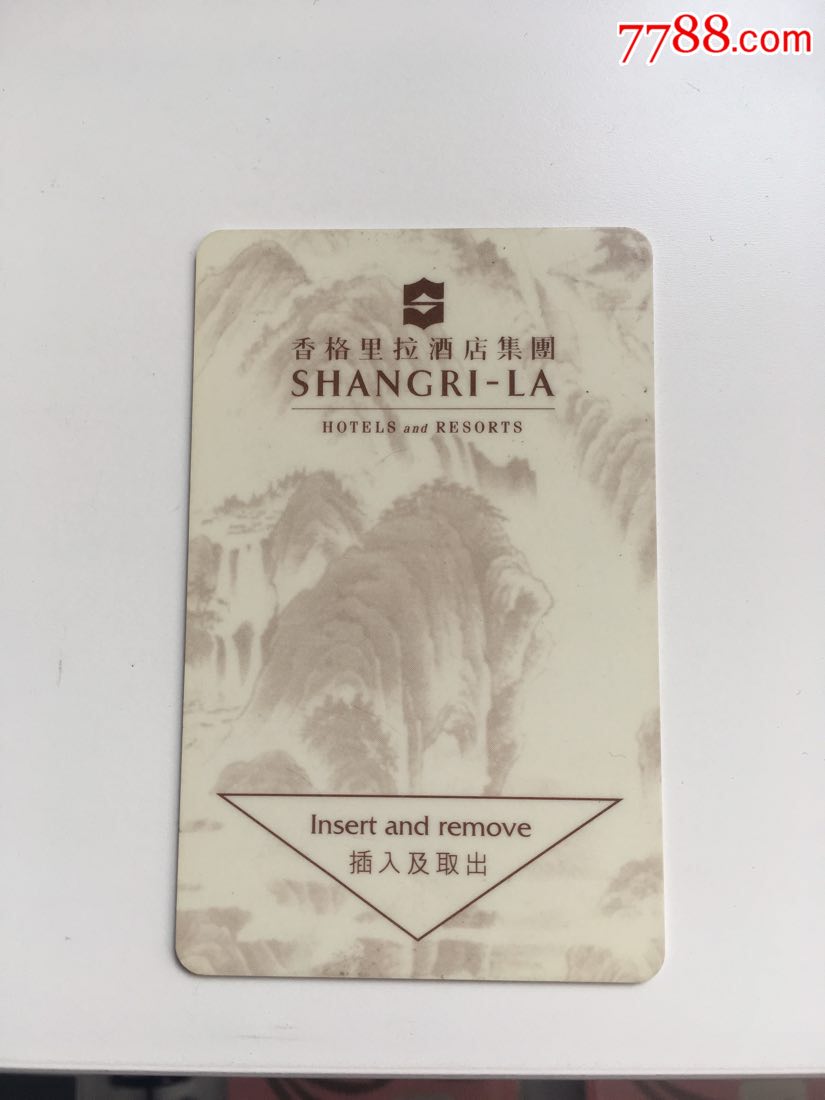 7788.com
香格里拉酒店集團
SHANGRI-LA
HOTELS and RESORTS
Insert and remove
插入及取出